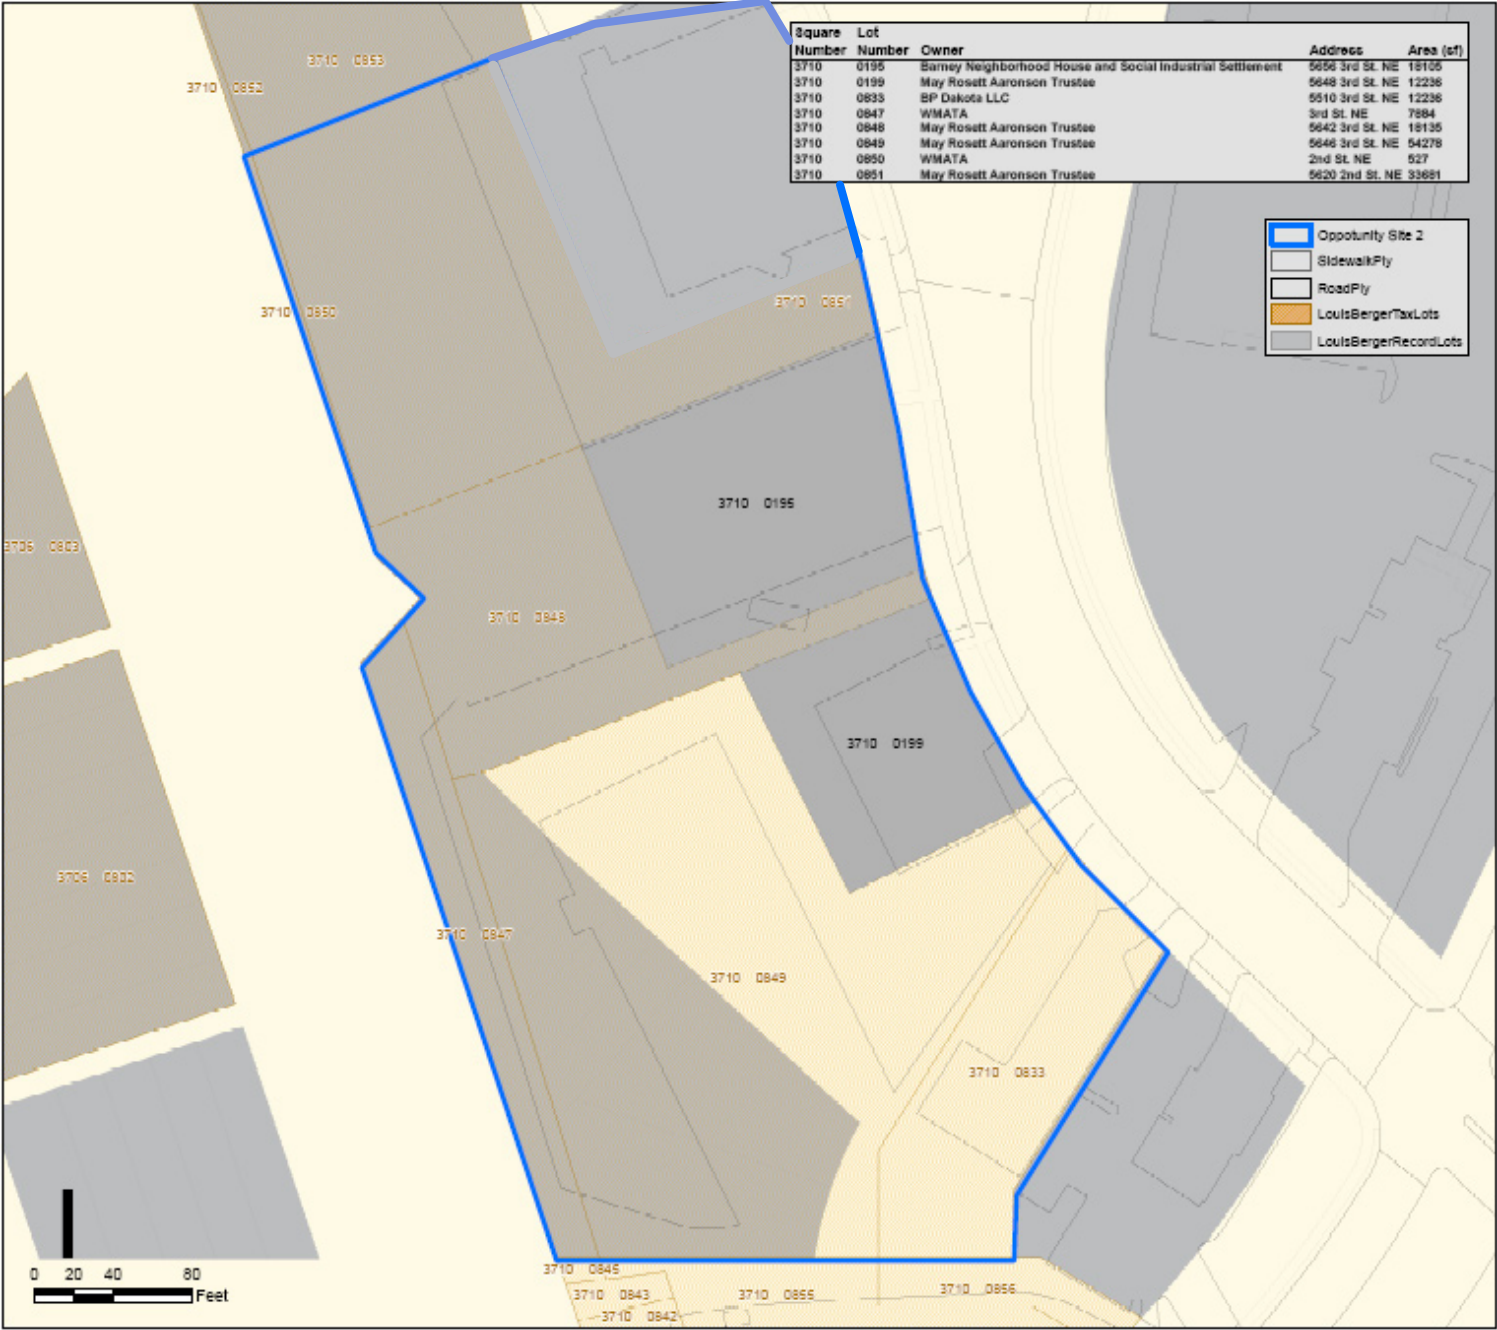 Square Lot
Number Number Owner Address Area (sf)
3710 0195 Barney Neighborhood House and Social Industrial Settlement 5656 3rd St. NE 18105
3710 0199 May Rosett Aaronson Trustee 5648 3rd St. NE 12236
3710 0833 BP Dakota LLC 5510 3rd St. NE 12236
3710 0847 WMATA 3rd St. NE 7884
3710 0848 May Rosett Aaronson Trustee 5642 3rd St. NE 18135
3710 0849 May Rosett Aaronson Trustee 5646 3rd St. NE 54278
3710 0850 WMATA 2nd St. NE 527
3710 0851 May Rosett Aaronson Trustee 5620 2nd St. NE 33681
3710 0853
3710 0852
Oppotunity Site 2
SidewalkPly
RoadPly
LouisBergerTaxLots
LouisBergerRecordLots
3710 0851
3710 0850
3710 0195
3706 0803
3710 0848
3710 0199
3706 0802
3710 0847
3710 0849
3710 0833
3710 0845
3710 0843
3710 0842
3710 0855
3710 0856
0 20 40 80
Feet